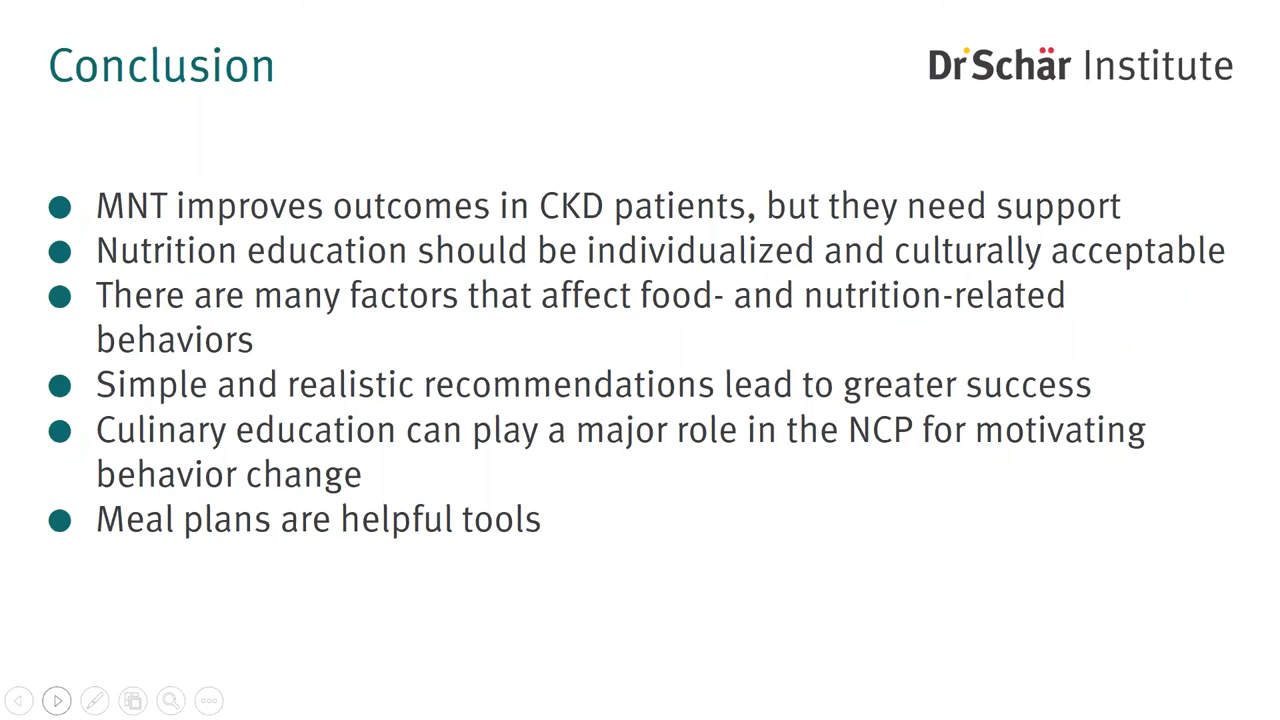 Conclusion
Dr Schär Institute
MNT improves outcomes in CKD patients, but they need support
Nutrition education should be individualized and culturally acceptable
There are many factors that affect food- and nutrition-related
behaviors
Simple and realistic recommendations lead to greater success
Culinary education can play a major role in the NCP for motivating
behavior change
Meal plans are helpful tools